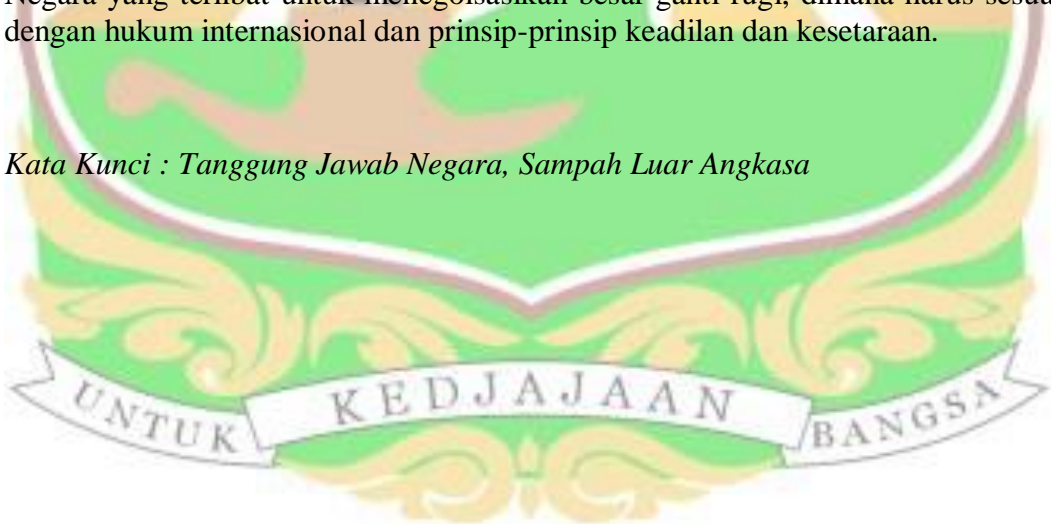 Negara yang terlibat untuk menegoisasikan besar ganti rugi, dimana harus sesuai
dengan hukum internasional dan prinsip-prinsip keadilan dan kesetaraan.
Kata Kunci : Tanggung Jawab Negara, Sampah Luar Angkasa
UNTUK KEDJAJAAN BANGSA